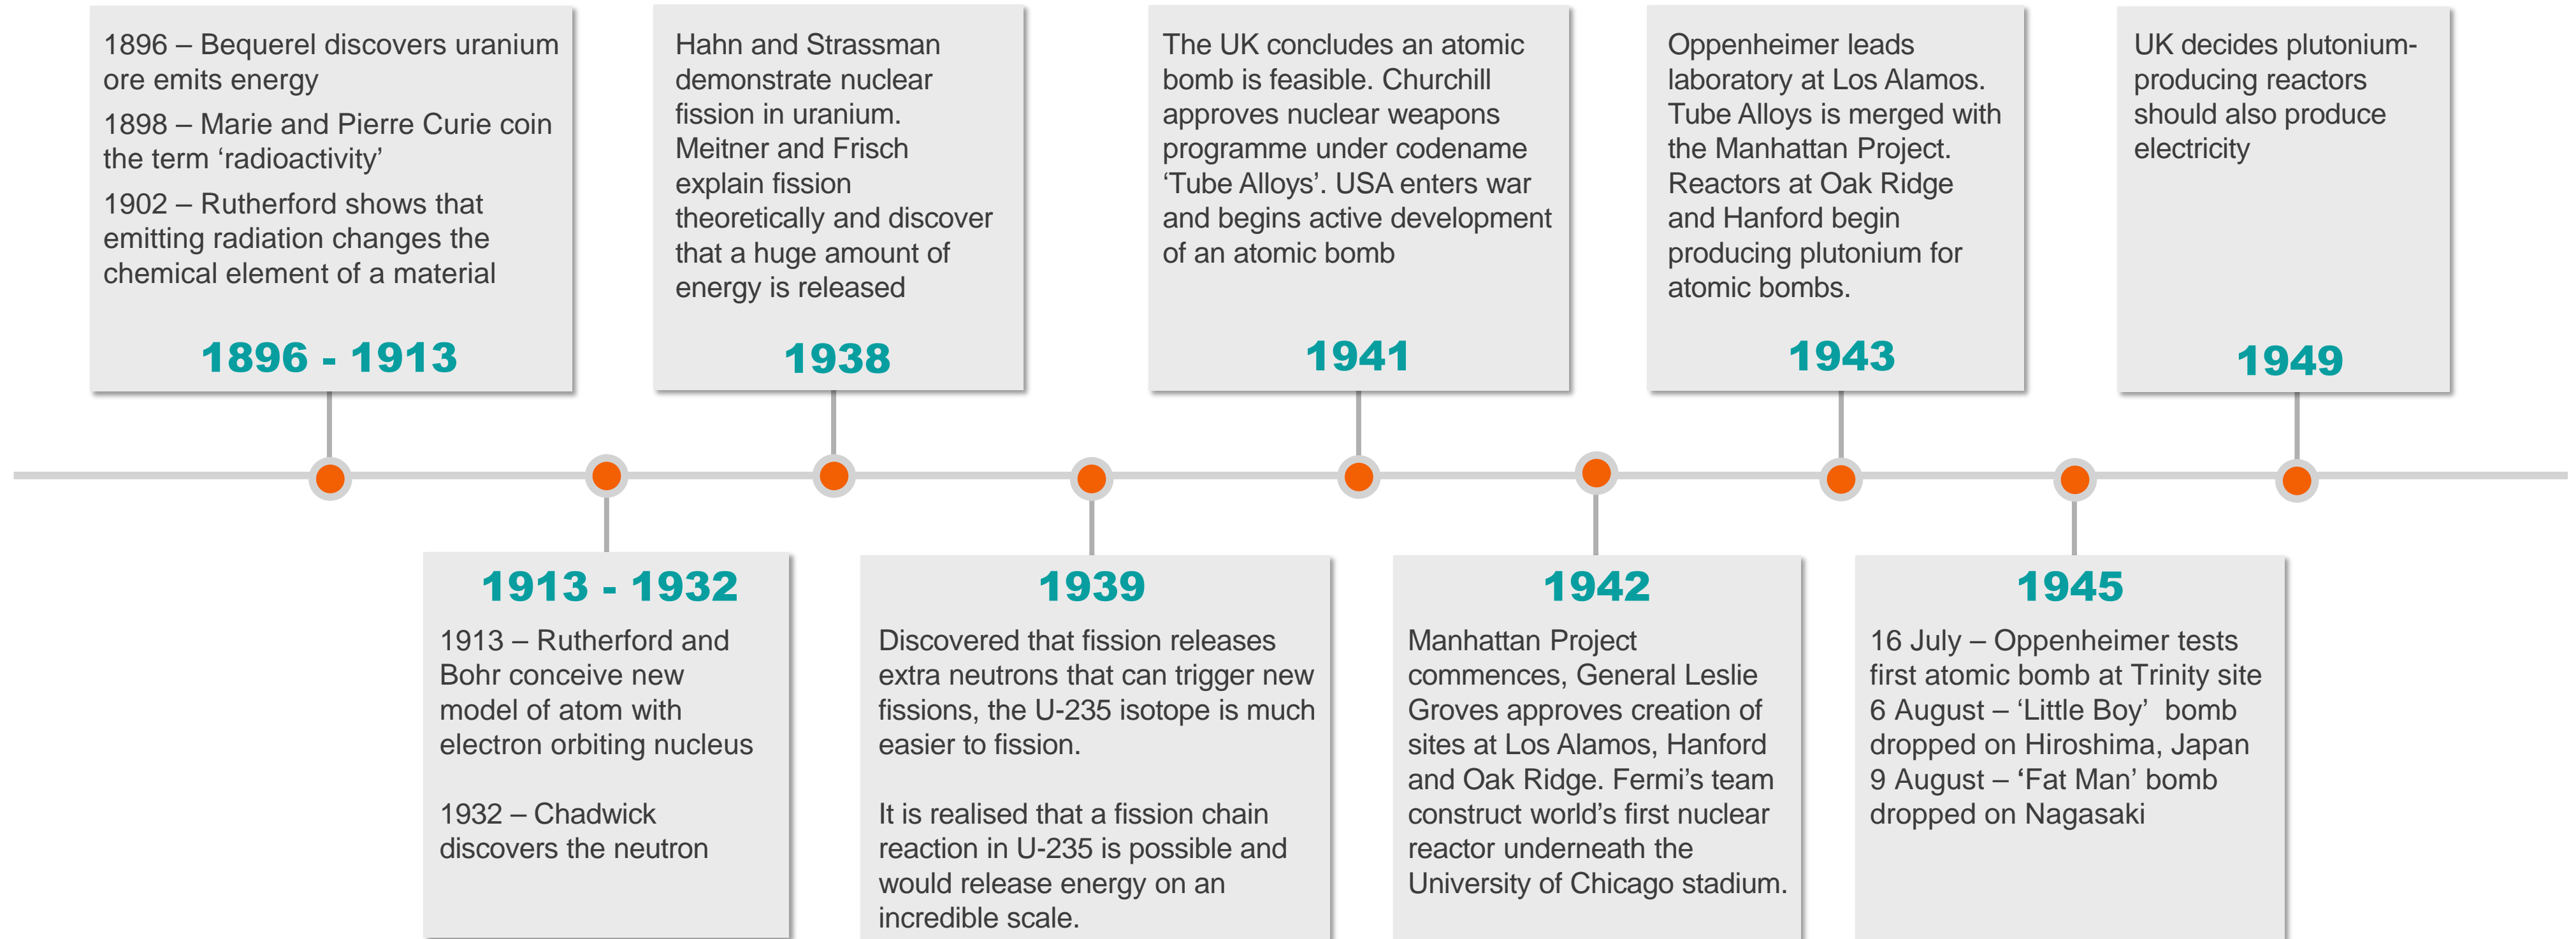 1896 – Bequerel discovers uranium
ore emits energy
1898 – Marie and Pierre Curie coin
the term ‘radioactivity’
1902 – Rutherford shows that
emitting radiation changes the
chemical element of a material
1896 - 1913
1913 - 1932
1913 – Rutherford and
Bohr conceive new
model of atom with
electron orbiting nucleus
1932 – Chadwick
discovers the neutron
Hahn and Strassman
demonstrate nuclear
fission in uranium.
Meitner and Frisch
explain fission
theoretically and discover
that a huge amount of
energy is released
1938
1939
Discovered that fission releases
extra neutrons that can trigger new
fissions, the U-235 isotope is much
easier to fission.
It is realised that a fission chain
reaction in U-235 is possible and
would release energy on an
incredible scale.
The UK concludes an atomic
bomb is feasible. Churchill
approves nuclear weapons
programme under codename
‘Tube Alloys’. USA enters war
and begins active development
of an atomic bomb
1941
1942
Manhattan Project
commences, General Leslie
Groves approves creation of
sites at Los Alamos, Hanford
and Oak Ridge. Fermi’s team
construct world’s first nuclear
reactor underneath the
University of Chicago stadium.
Oppenheimer leads
laboratory at Los Alamos.
Tube Alloys is merged with
the Manhattan Project.
Reactors at Oak Ridge
and Hanford begin
producing plutonium for
atomic bombs.
1943
1945
16 July – Oppenheimer tests
first atomic bomb at Trinity site
6 August – ‘Little Boy’  bomb
dropped on Hiroshima, Japan
9 August – ‘Fat Man’ bomb
dropped on Nagasaki
UK decides plutonium-
producing reactors
should also produce
electricity
1949